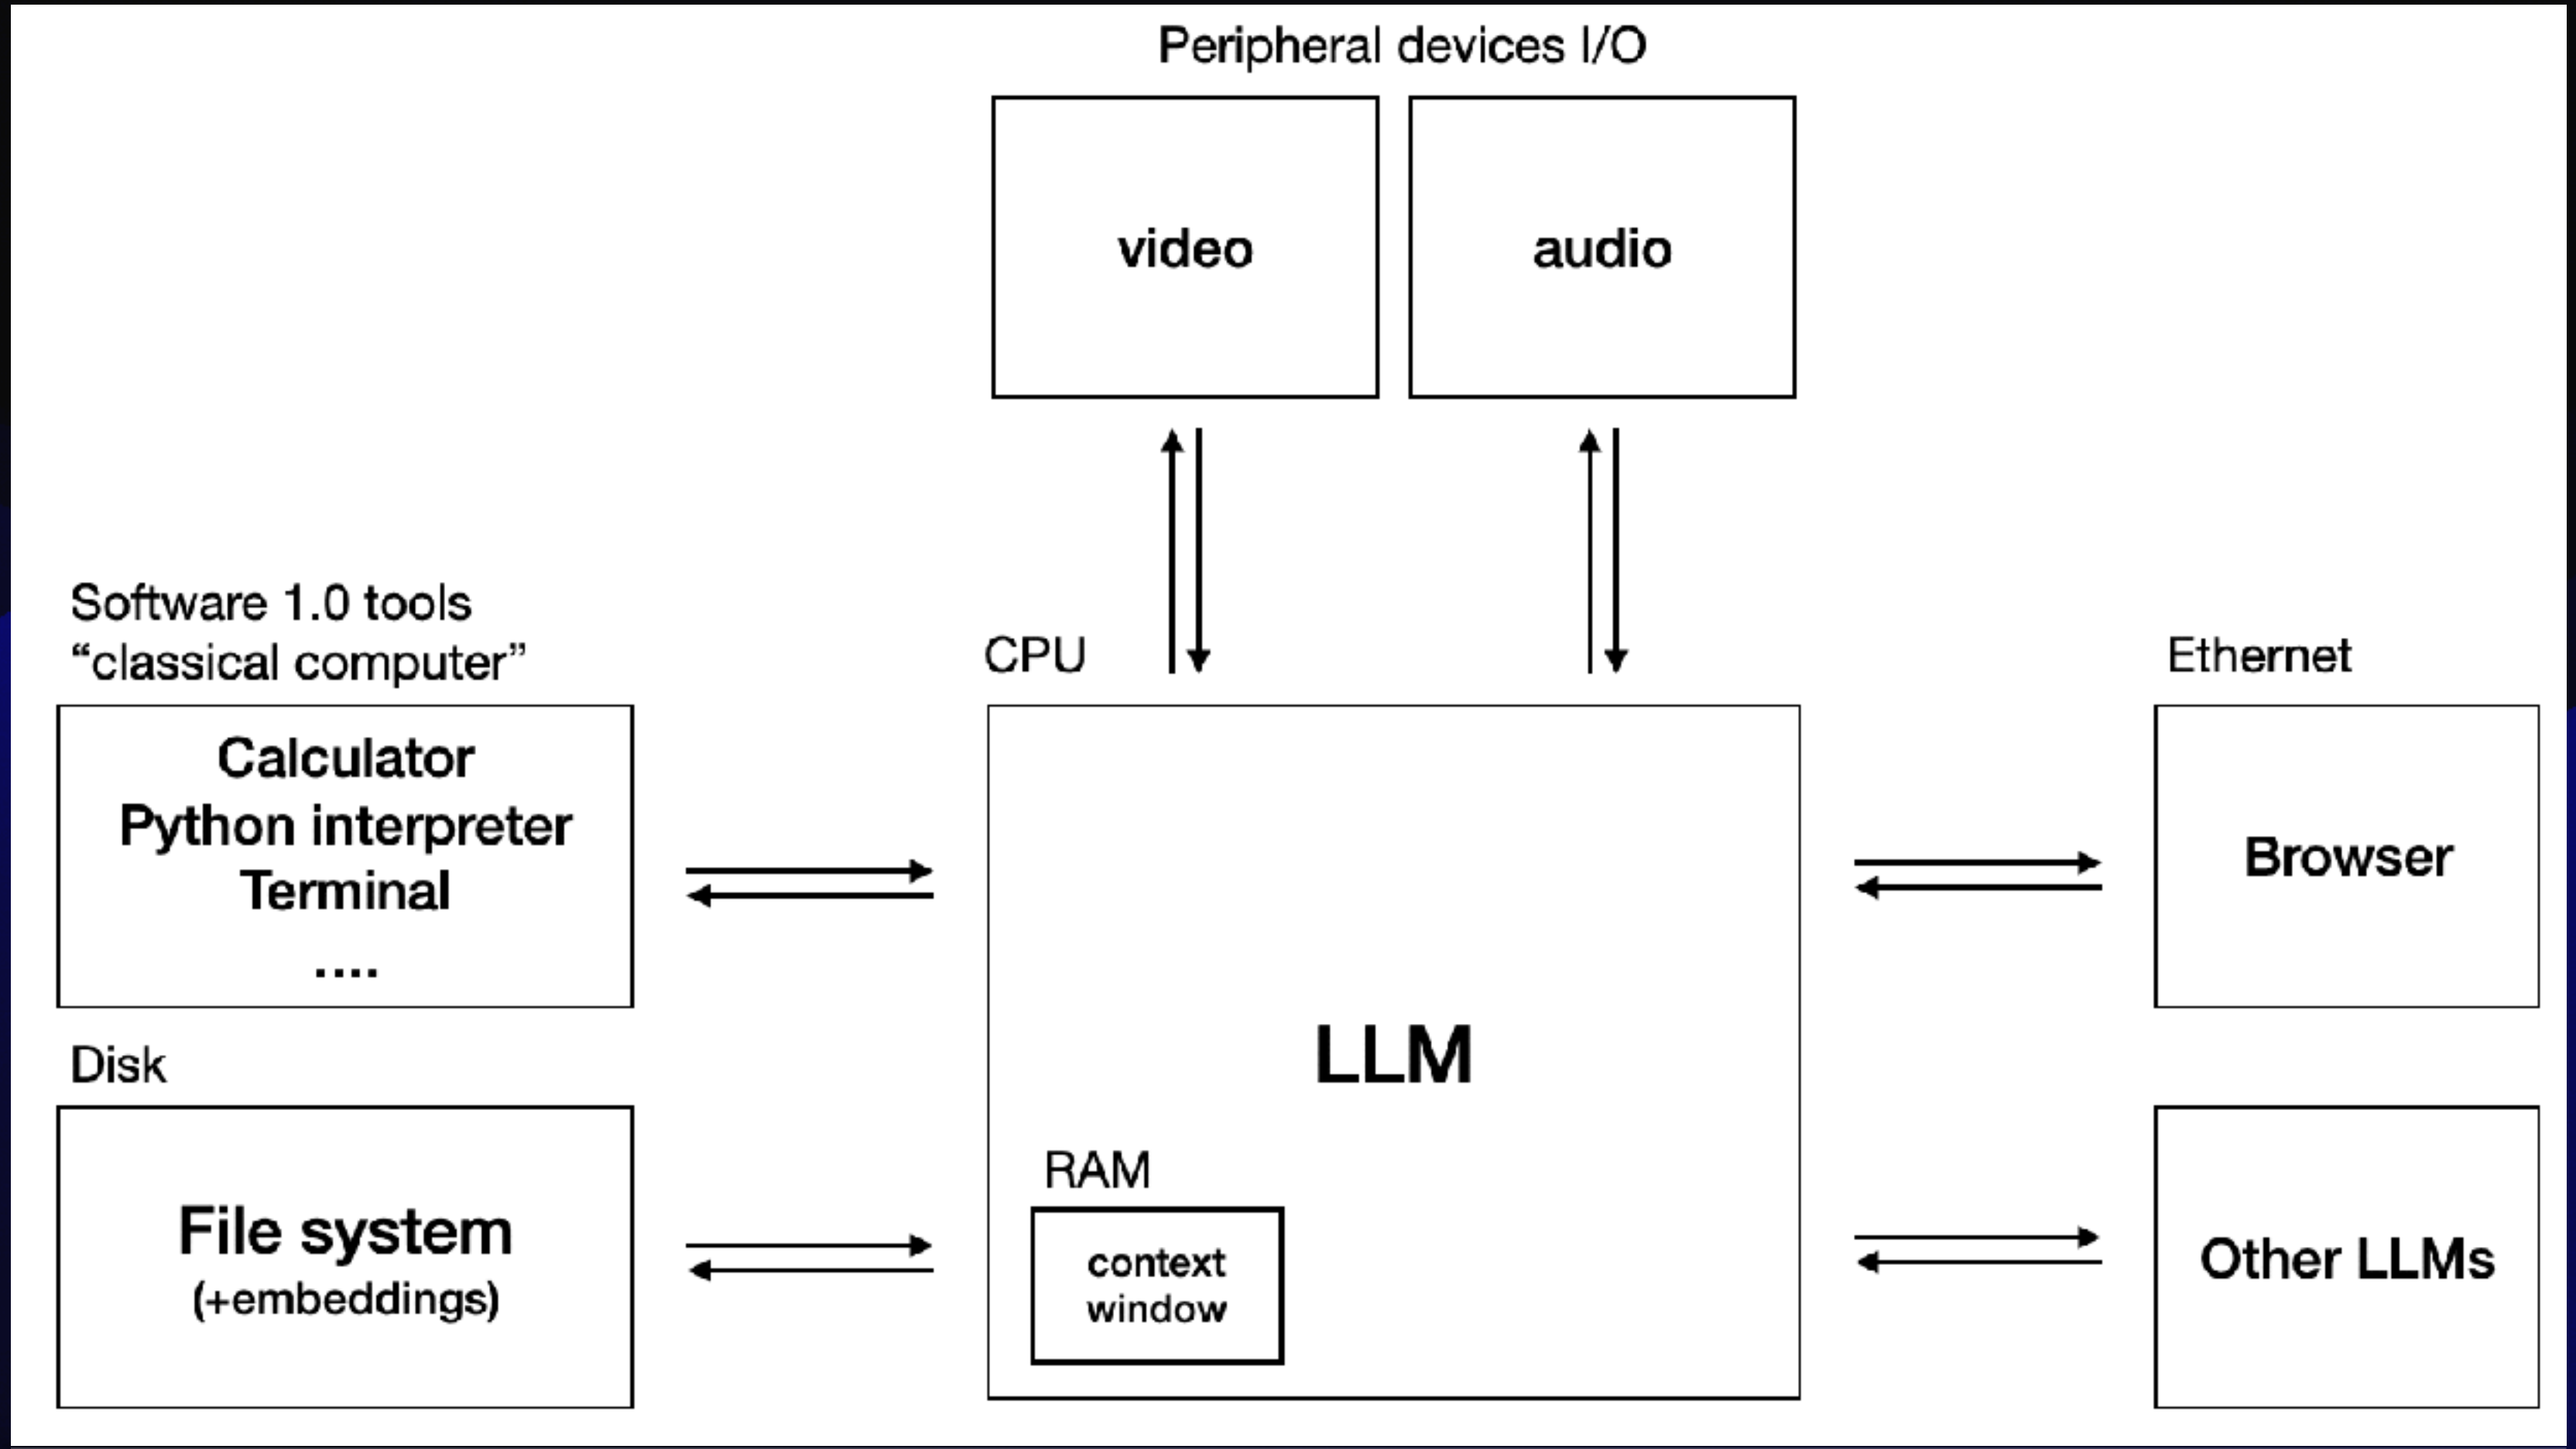 Peripheral devices I/O
video
audio
Software 1.0 tools
“classical computer”
Calculator
Python interpreter
Terminal
....
Disk
File system
(+embeddings)
CPU
LLM
RAM
context
window
Ethernet
Browser
Other LLMs